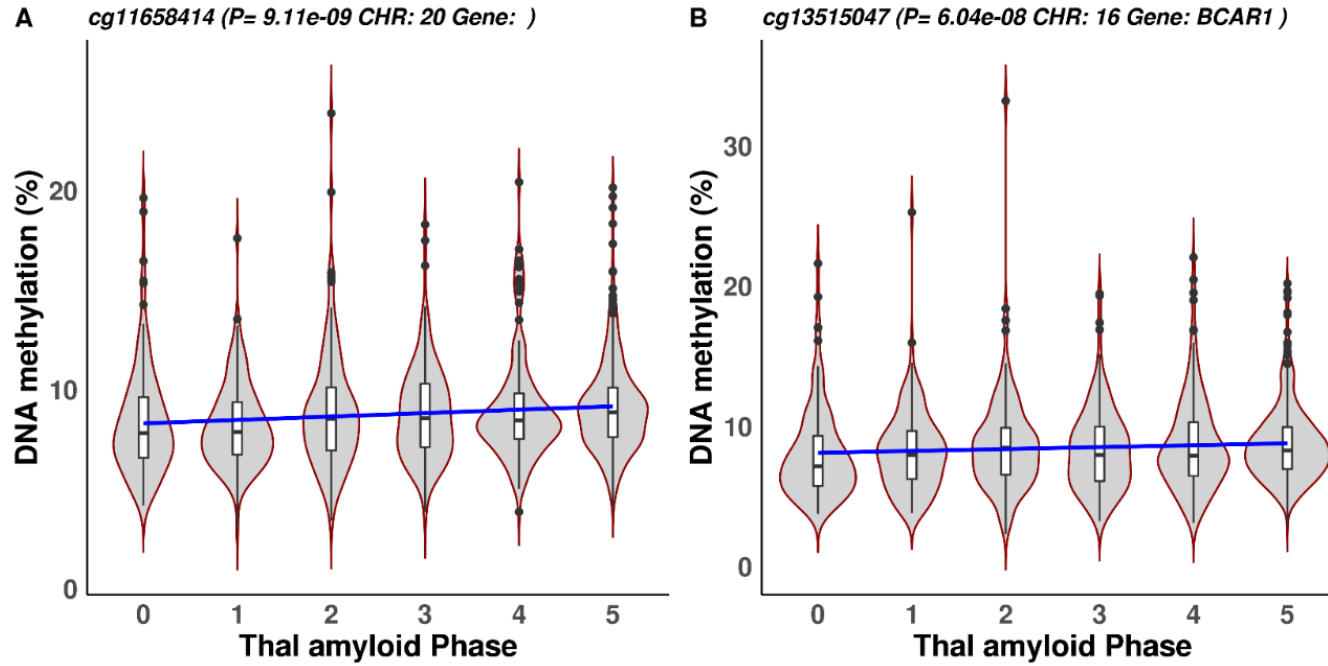 A cg11658414 (P= 9.11e-09 CHR: 20 Gene: )
DNA methylation (%)
20
10
0
0 1 2 3 4 5
Thal amyloid Phase
B cg13515047 (P= 6.04e-08 CHR: 16 Gene: BCAR1 )
DNA methylation (%)
30
20
10
0
0 1 2 3 4 5
Thal amyloid Phase